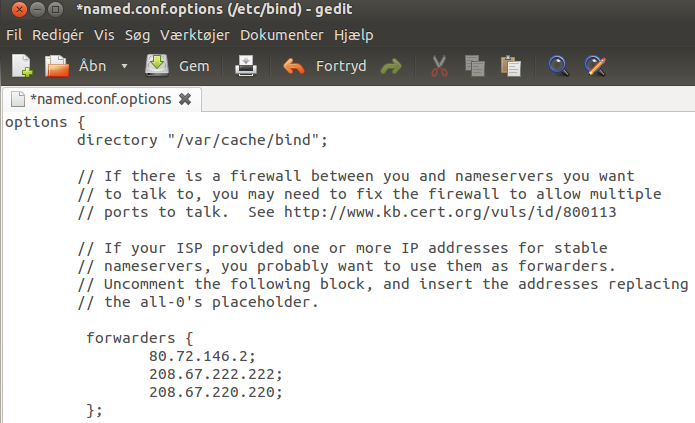 *named.conf.options (/etc/bind) - gedit
Fil Redigér Vis Søg Værktøjer Dokumenter Hjælp
Åbn Gem Fortryd
*named.conf.options
options {
        directory "/var/cache/bind";

        // If there is a firewall between you and nameservers you want
        // to talk to, you may need to fix the firewall to allow multiple
        // ports to talk.  See http://www.kb.cert.org/vuls/id/800113

        // If your ISP provided one or more IP addresses for stable
        // nameservers, you probably want to use them as forwarders.
        // Uncomment the following block, and insert the addresses replacing
        // the all-0's placeholder.

         forwarders {
                80.72.146.2;
                208.67.222.222;
                208.67.220.220;
         };